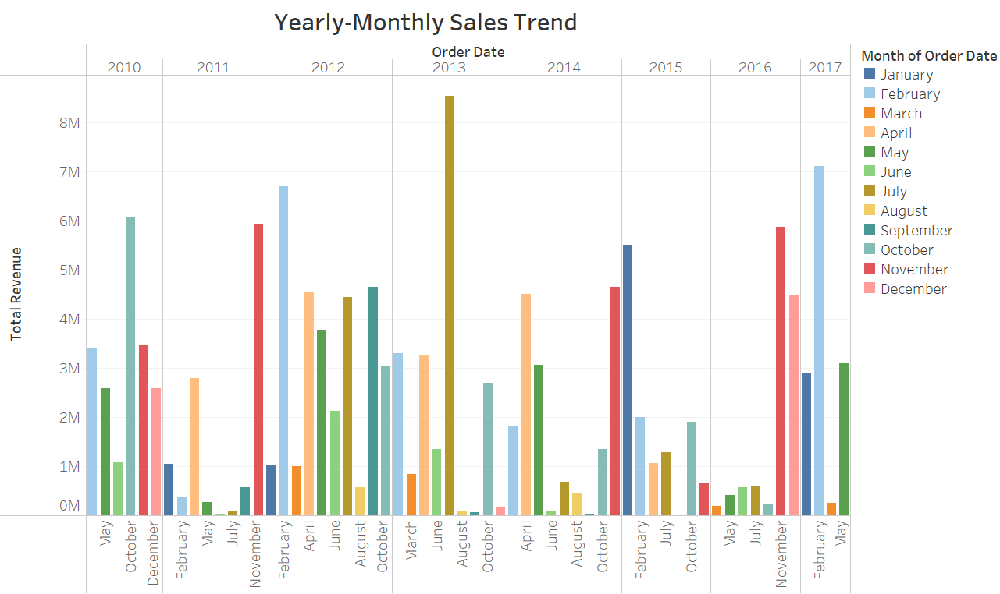 Yearly-Monthly Sales Trend
Order Date
2010 2011 2012 2013 2014 2015 2016 2017
Total Revenue
8M
7M
6M
5M
4M
3M
2M
1M
0M
May October December February May July November February April June August October March June August October April June August October February July October May July November February May
Month of Order Date
January
February
March
April
May
June
July
August
September
October
November
December